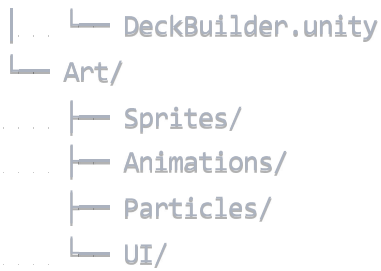 │   └── DeckBuilder.unity
└── Art/
    ├── Sprites/
    ├── Animations/
    ├── Particles/
    └── UI/